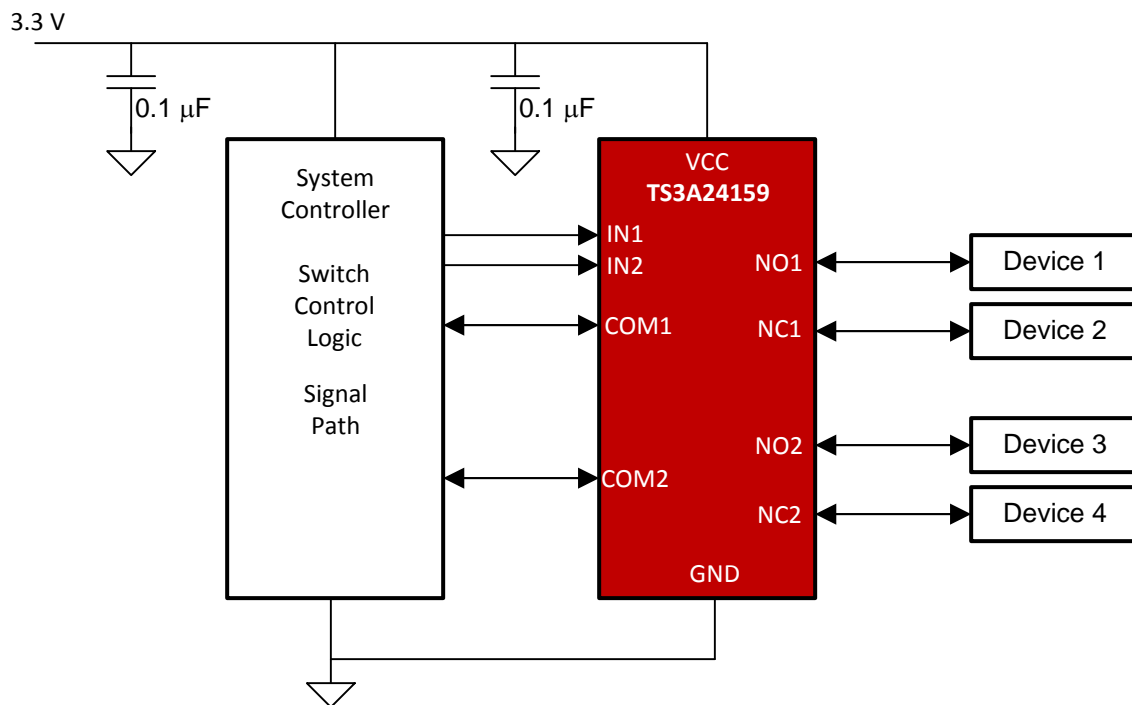 3.3 V
0.1 μF
0.1 μF
System
Controller
Switch
Control
Logic
Signal
Path
VCC
TS3A24159
IN1
IN2
COM1
COM2
NO1
NC1
NO2
NC2
GND
Device 1
Device 2
Device 3
Device 4